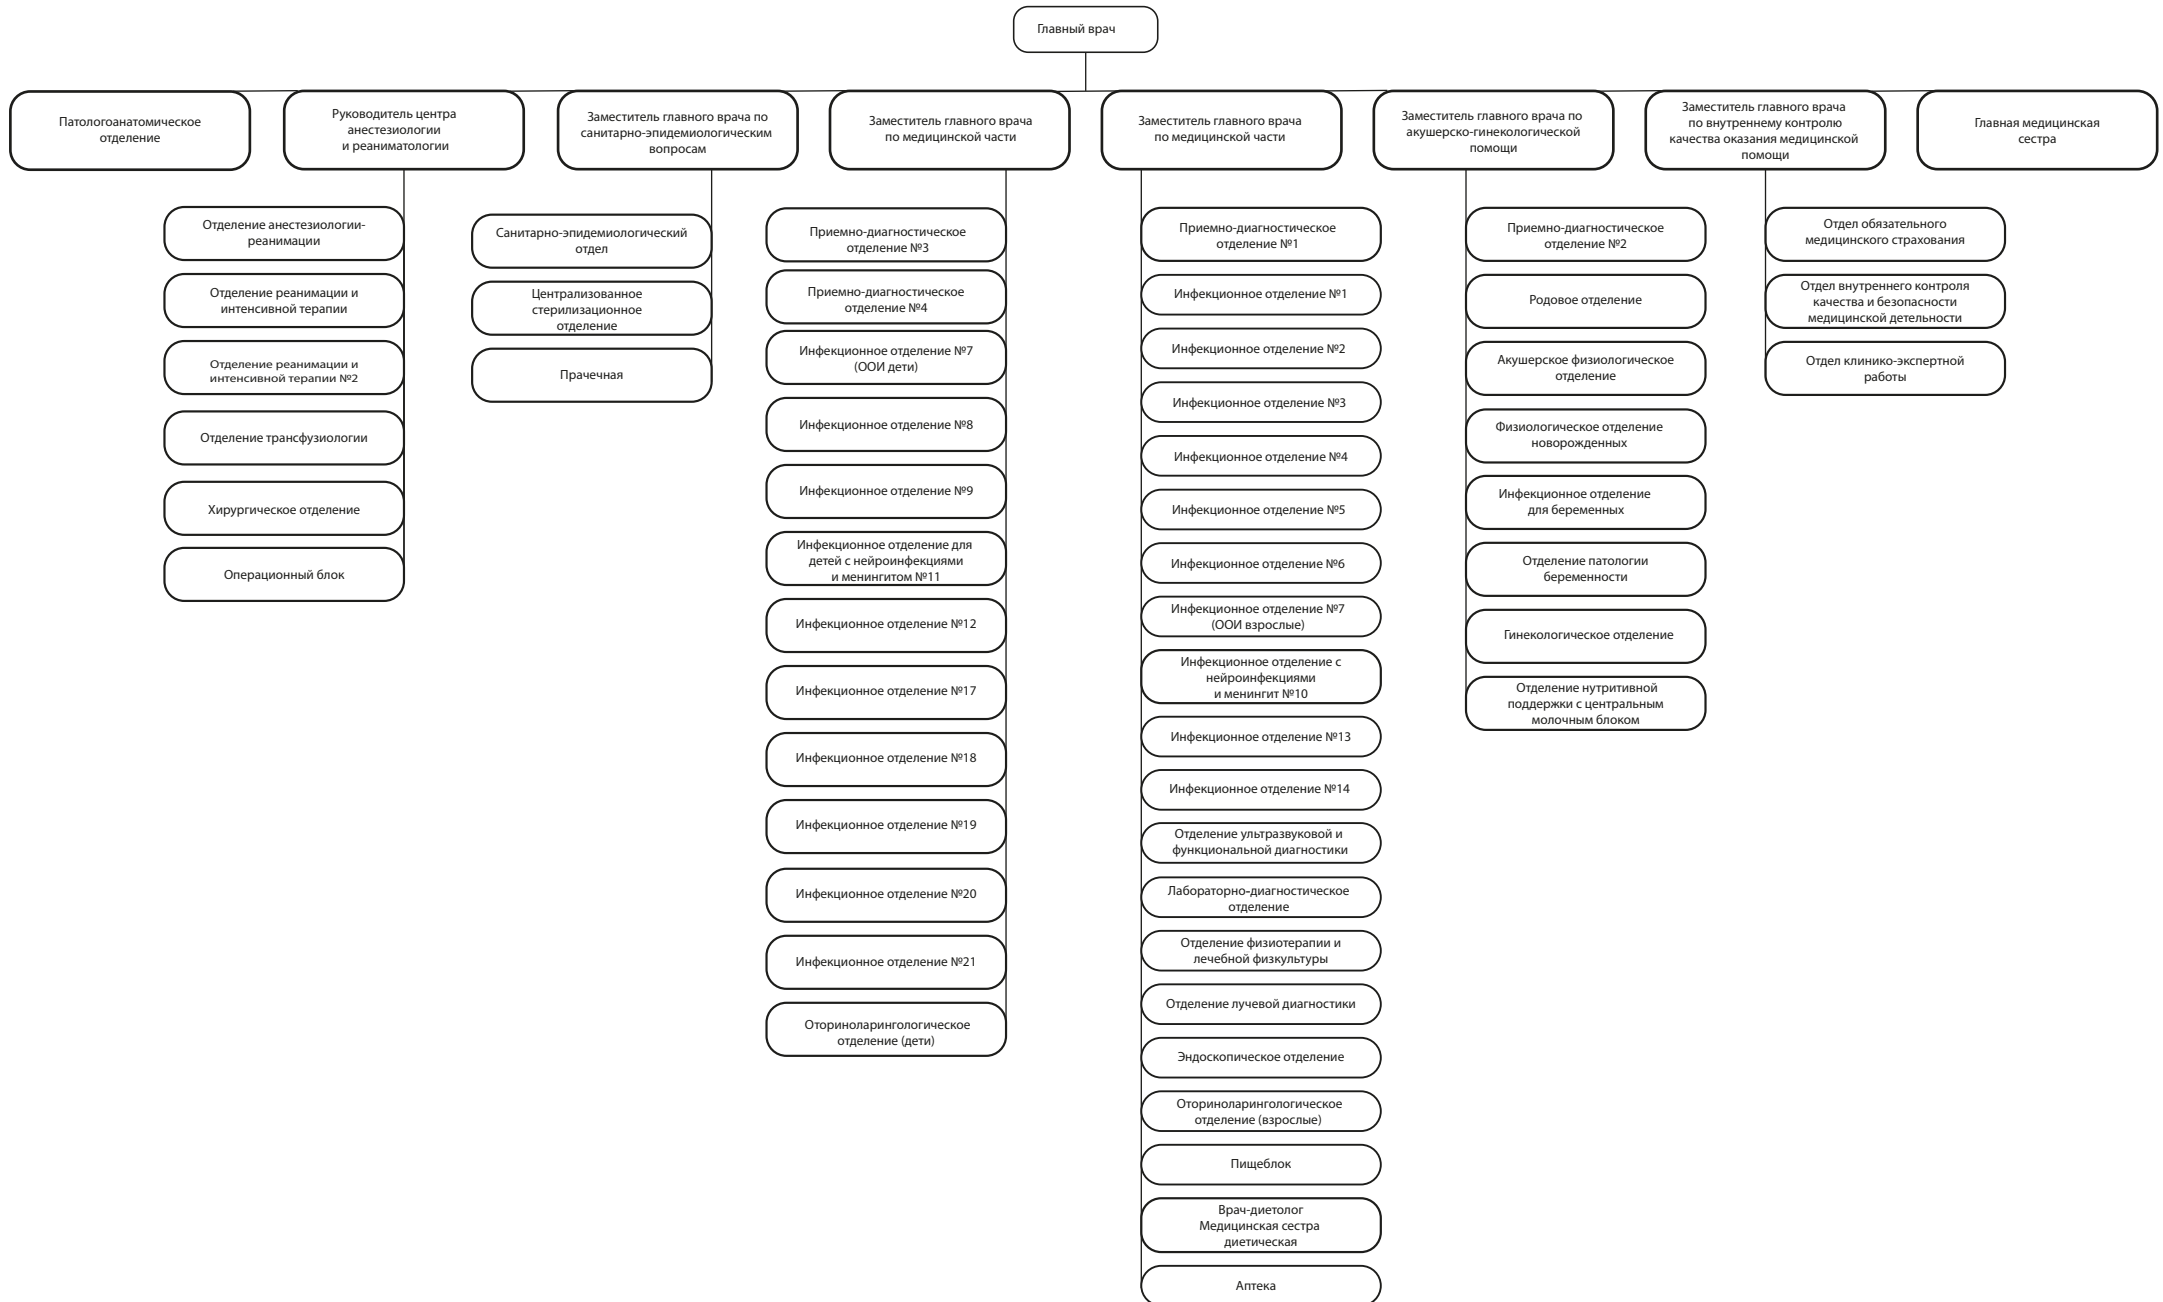 Главный врач
Патологоанатомическое
отделение
Руководитель центра
анестезиологии
и реаниматологии
Заместитель главного врача по
санитарно-эпидемиологическим
вопросам
Заместитель главного врача
по медицинской части
Заместитель главного врача
по медицинской части
Заместитель главного врача по
акушерско-гинекологической
помощи
Заместитель главного врача
по внутреннему контролю
качества оказания медицинской
помощи
Главная медицинская
сестра
Отделение анестезиологии-
реанимации
Отделение реанимации и
интенсивной терапии
Отделение реанимации и
интенсивной терапии №2
Отделение трансфузиологии
Хирургическое отделение
Операционный блок
Санитарно-эпидемиологический
отдел
Централизованное
стерилизационное
отделение
Прачечная
Приемно-диагностическое
отделение №3
Приемно-диагностическое
отделение №4
Инфекционное отделение №7
(ООИ дети)
Инфекционное отделение №8
Инфекционное отделение №9
Инфекционное отделение для
детей с нейроинфекциями
и менингитом №11
Инфекционное отделение №12
Инфекционное отделение №17
Инфекционное отделение №18
Инфекционное отделение №19
Инфекционное отделение №20
Инфекционное отделение №21
Оториноларингологическое
отделение (дети)
Приемно-диагностическое
отделение №1
Инфекционное отделение №1
Инфекционное отделение №2
Инфекционное отделение №3
Инфекционное отделение №4
Инфекционное отделение №5
Инфекционное отделение №6
Инфекционное отделение №7
(ООИ взрослые)
Инфекционное отделение с
нейроинфекциями
и менингит №10
Инфекционное отделение №13
Инфекционное отделение №14
Отделение ультразвуковой и
функциональной диагностики
Лабораторно-диагностическое
отделение
Отделение физиотерапии и
лечебной физкультуры
Отделение лучевой диагностики
Эндоскопическое отделение
Оториноларингологическое
отделение (взрослые)
Пищеблок
Врач-диетолог
Медицинская сестра
диетическая
Аптека
Приемно-диагностическое
отделение №2
Родовое отделение
Акушерское физиологическое
отделение
Физиологическое отделение
новорожденных
Инфекционное отделение
для беременных
Отделение патологии
беременности
Гинекологическое отделение
Отделение нутритивной
поддержки с центральным
молочным блоком
Отдел обязательного
медицинского страхования
Отдел внутреннего контроля
качества и безопасности
медицинской детельности
Отдел клинико-экспертной
работы